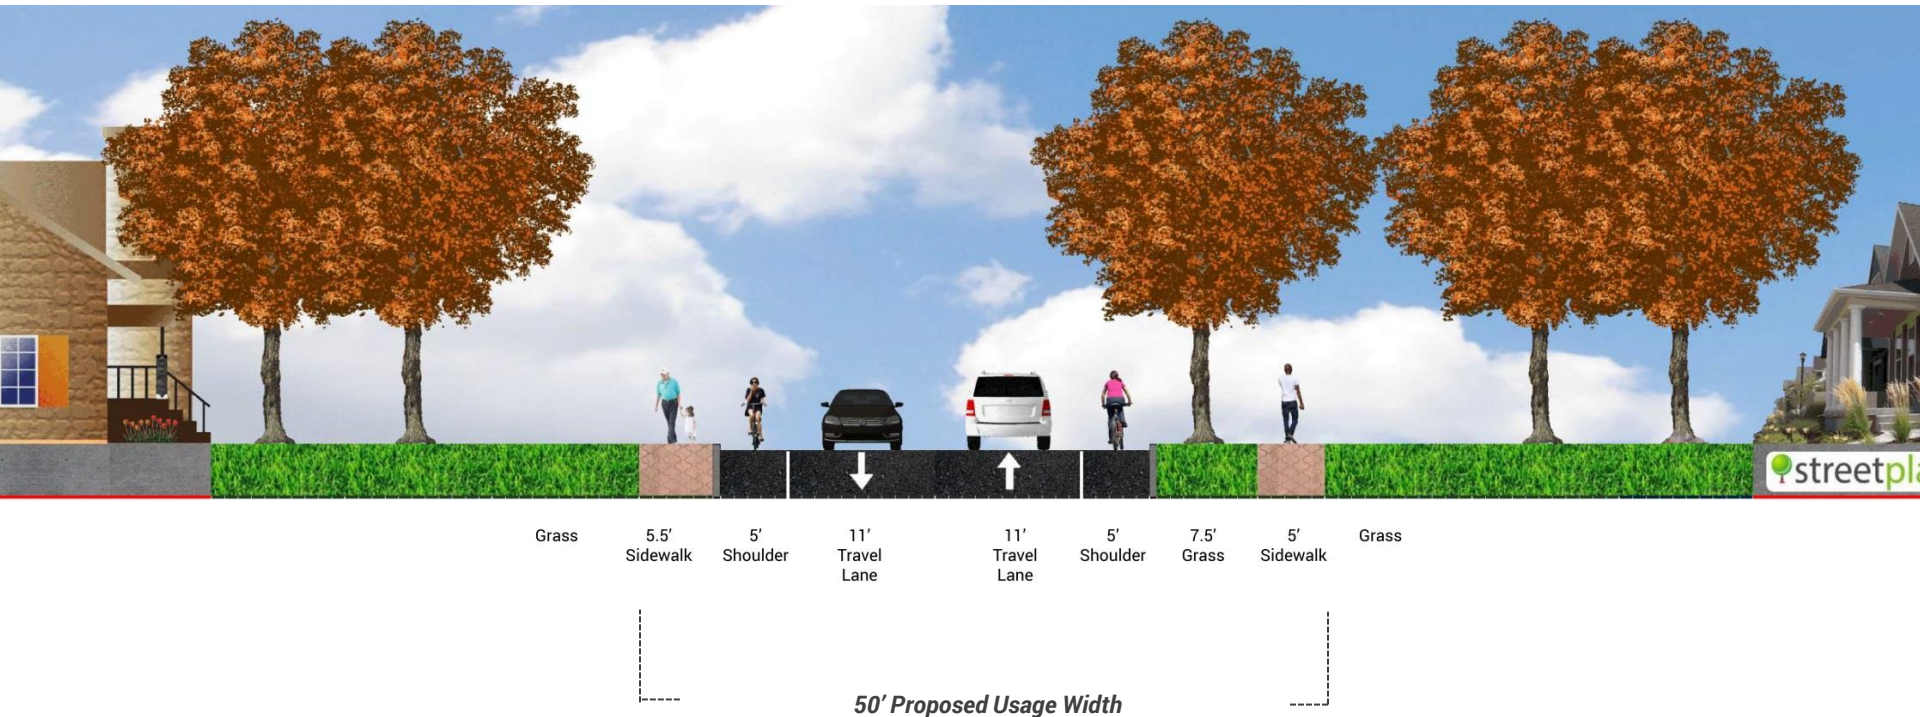 streetpla
Grass
5.5’
Sidewalk
5’
Shoulder
11’
Travel
Lane
11’
Travel
Lane
5’
Shoulder
7.5’
Grass
5’
Sidewalk
Grass
50’ Proposed Usage Width